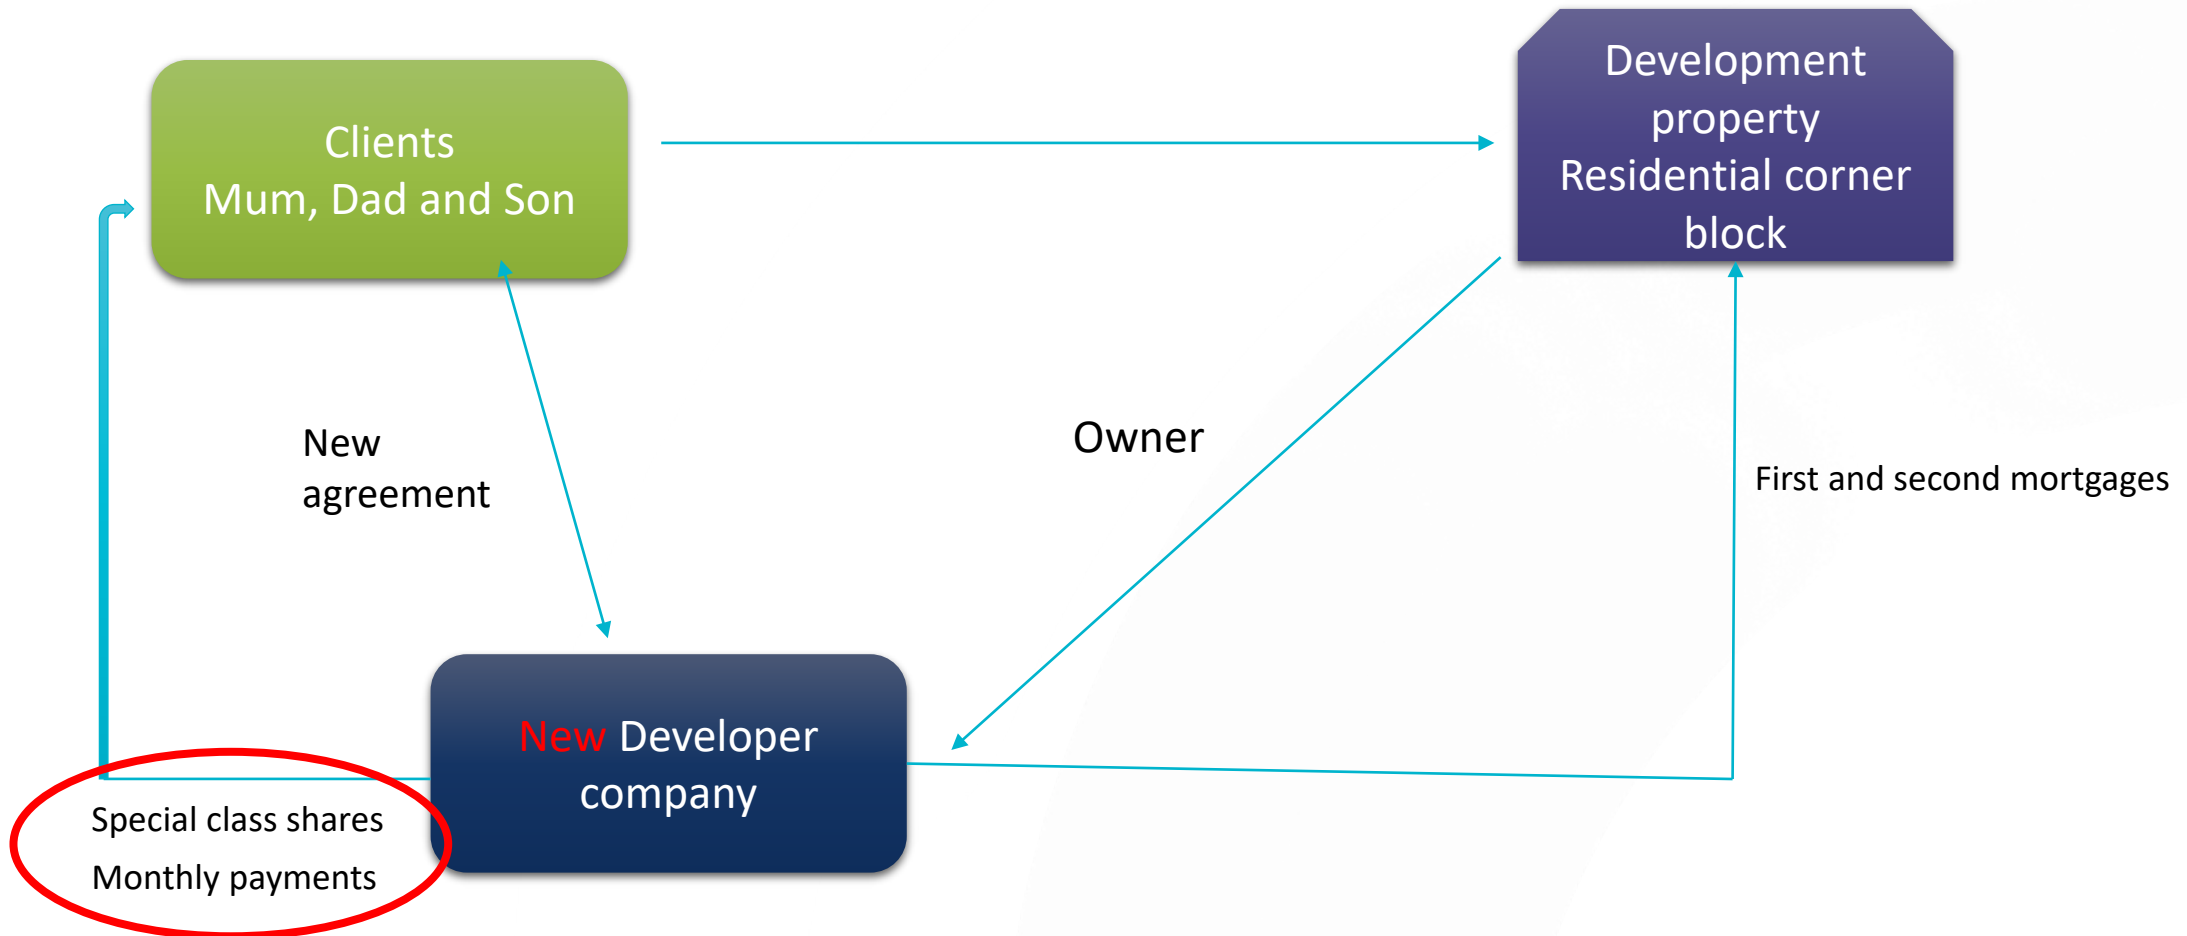 Clients
Mum, Dad and Son
Development
property
Residential corner
block
New
agreement
Owner
First and second mortgages
New Developer
company
Special class shares
Monthly payments